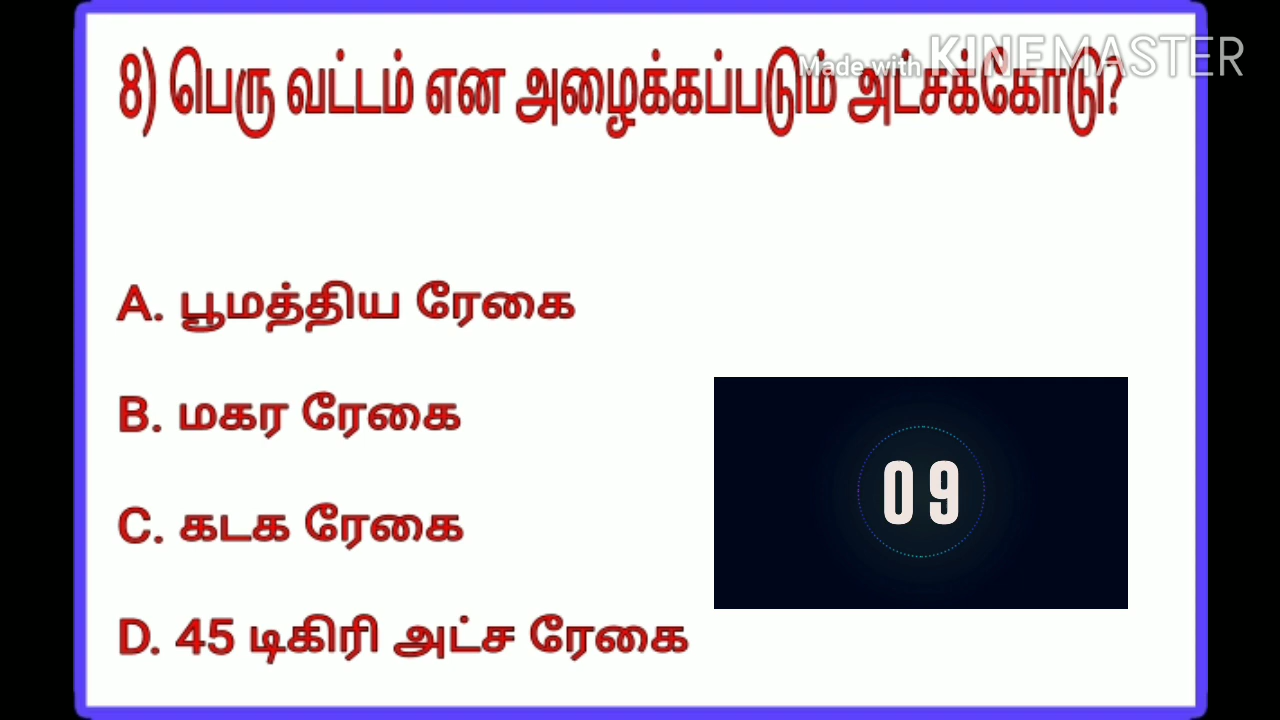 8) பெரு வட்டம் என அழைக்கப்படும் அட்சக்கோடு?
Made with KINEMASTER
A. பூமத்திய ரேகை
B. மகர ரேகை
C. கடக ரேகை
09
D. 45 டிகிரி அட்ச ரேகை